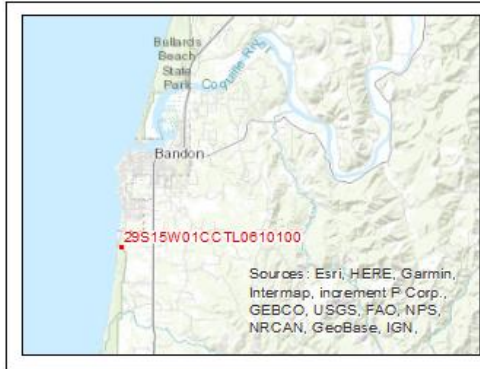 Bullards
Beach
State
Park
Coquille Rv
Bandon
29S15W01CCTL0610100
Sources: Esri, HERE, Garmin,
Intermap, increment P Corp.,
GEBCO, USGS, FAO, NPS,
NRCAN, GeoBase, IGN,